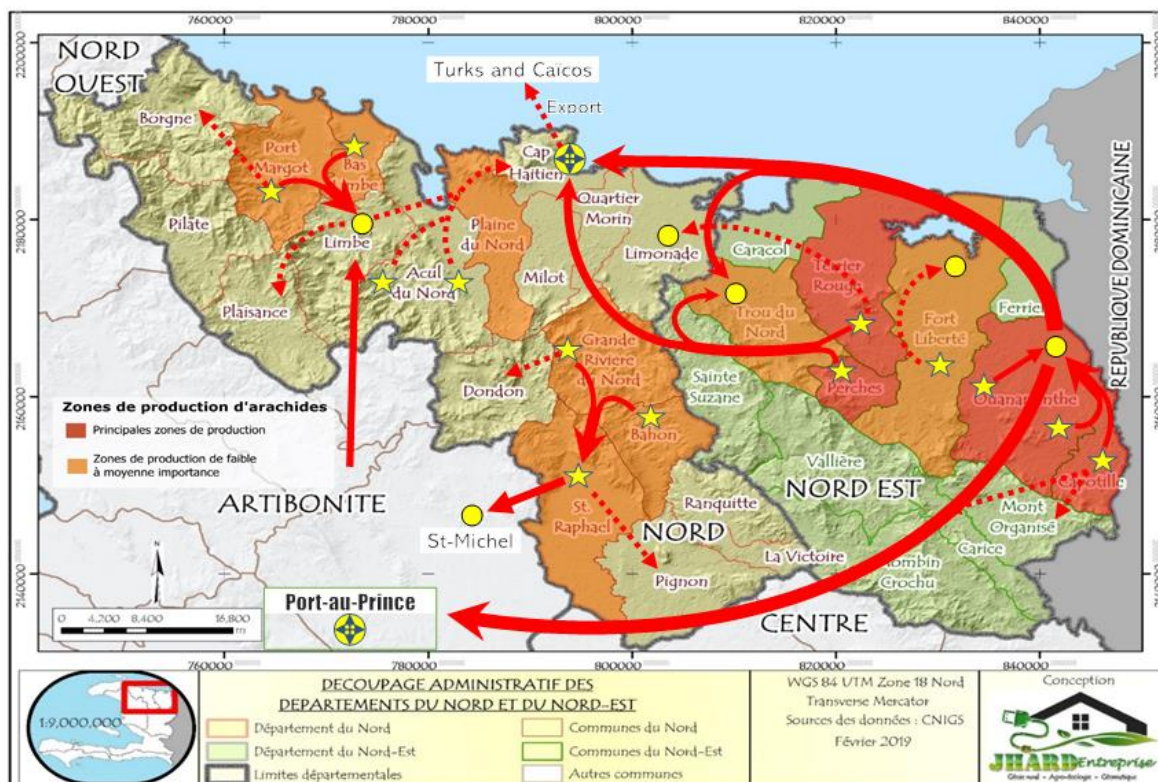 760000 780000 800000 820000 840000
2200000
2180000
2160000
2140000
NORD
OUEST
Turks and Caïcos
Export
Borgne
Port
Margot
Bas
Cap
Haïtien
Quartier
Morin
Pilate
Limbe
Plaine
du Nord
Limonade
Caracol
Terrier
Rouge
Acul
du Nord
Milot
Plaisance
Trou du
Nord
Fort
Liberté
Ferrier
REPUBLIQUE DOMINICAINE
Grande
Riviere
du Nord
Dondon
Sainte
Suzane
Perches
Bahon
Zones de production d'arachides
Principales zones de production
Zones de production de faible
à moyenne importance
Vallière
NORD EST
ARTIBONITE
St-Michel
St.
Raphael
NORD
Ranquitte
Mont
Organisé
La Victoire
Carice
Pignon
CENTRE
Port-au-Prince
N
0 4,200 8,400 16,800
m
760000 780000 800000 820000 840000
1:9,000,000
DECOUPAGE ADMINISTRATIF DES
DEPARTEMENTS DU NORD ET DU NORD-EST
Département du Nord
Département du Nord-Est
Limites départementales
Communes du Nord
Communes du Nord-Est
Autres communes
WGS 84 UTM Zone 18 Nord
Transverse Mercator
Sources des données : CNIGS
Février 2019
Conception
JHARD Entreprise